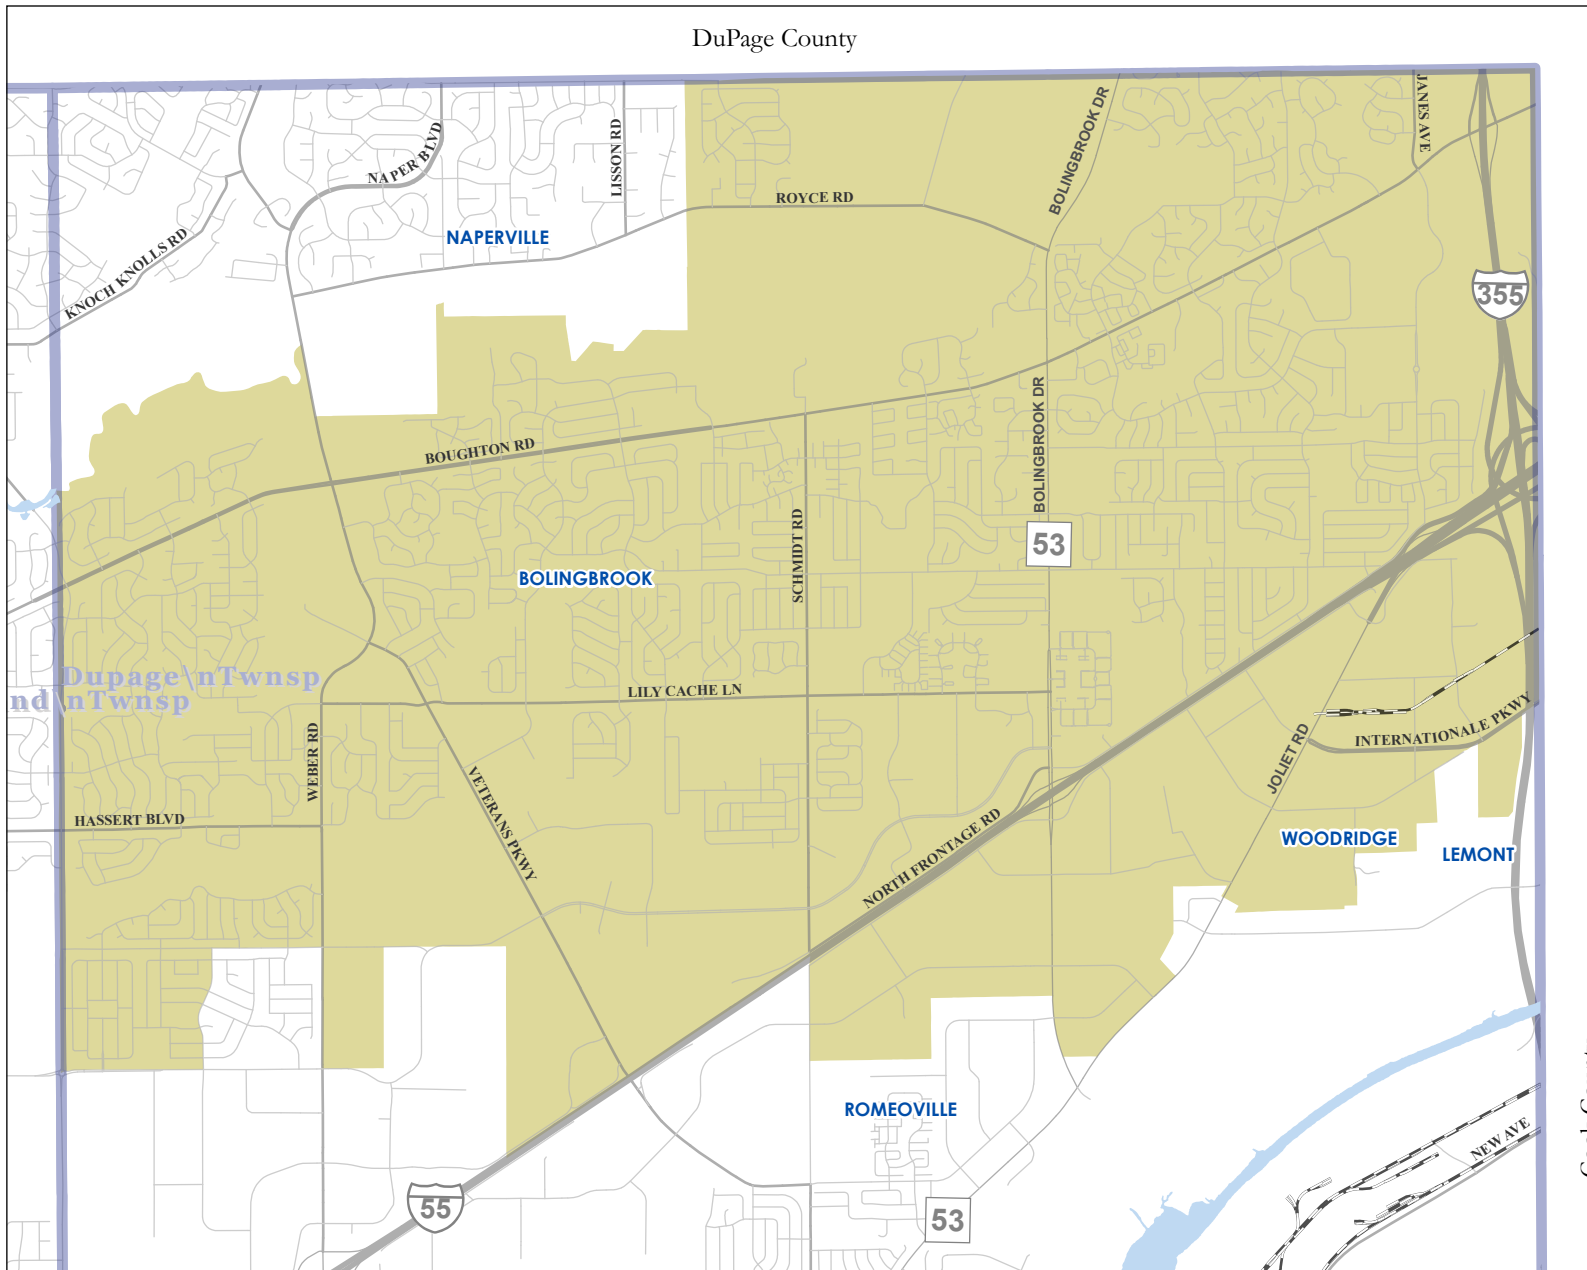 DuPage County
JANES AVE
BOLINGBROOK DR
NAPER BLVD
LISSON RD
ROYCE RD
NAPERVILLE
KNOCH KNOLLS RD
355
BOUGHTON RD
BOLINGBROOK DR
SCHMIDT RD
53
BOLINGBROOK
Dupage\nTwnsp
nd\nTwnsp
LILY CACHE LN
WEBER RD
VETERANS PKWY
JOLIET RD
INTERNATIONALE PKWY
HASSERT BLVD
NORTH FRONTAGE RD
WOODRIDGE
LEMONT
ROMEOVILLE
NEW AVE
55
53